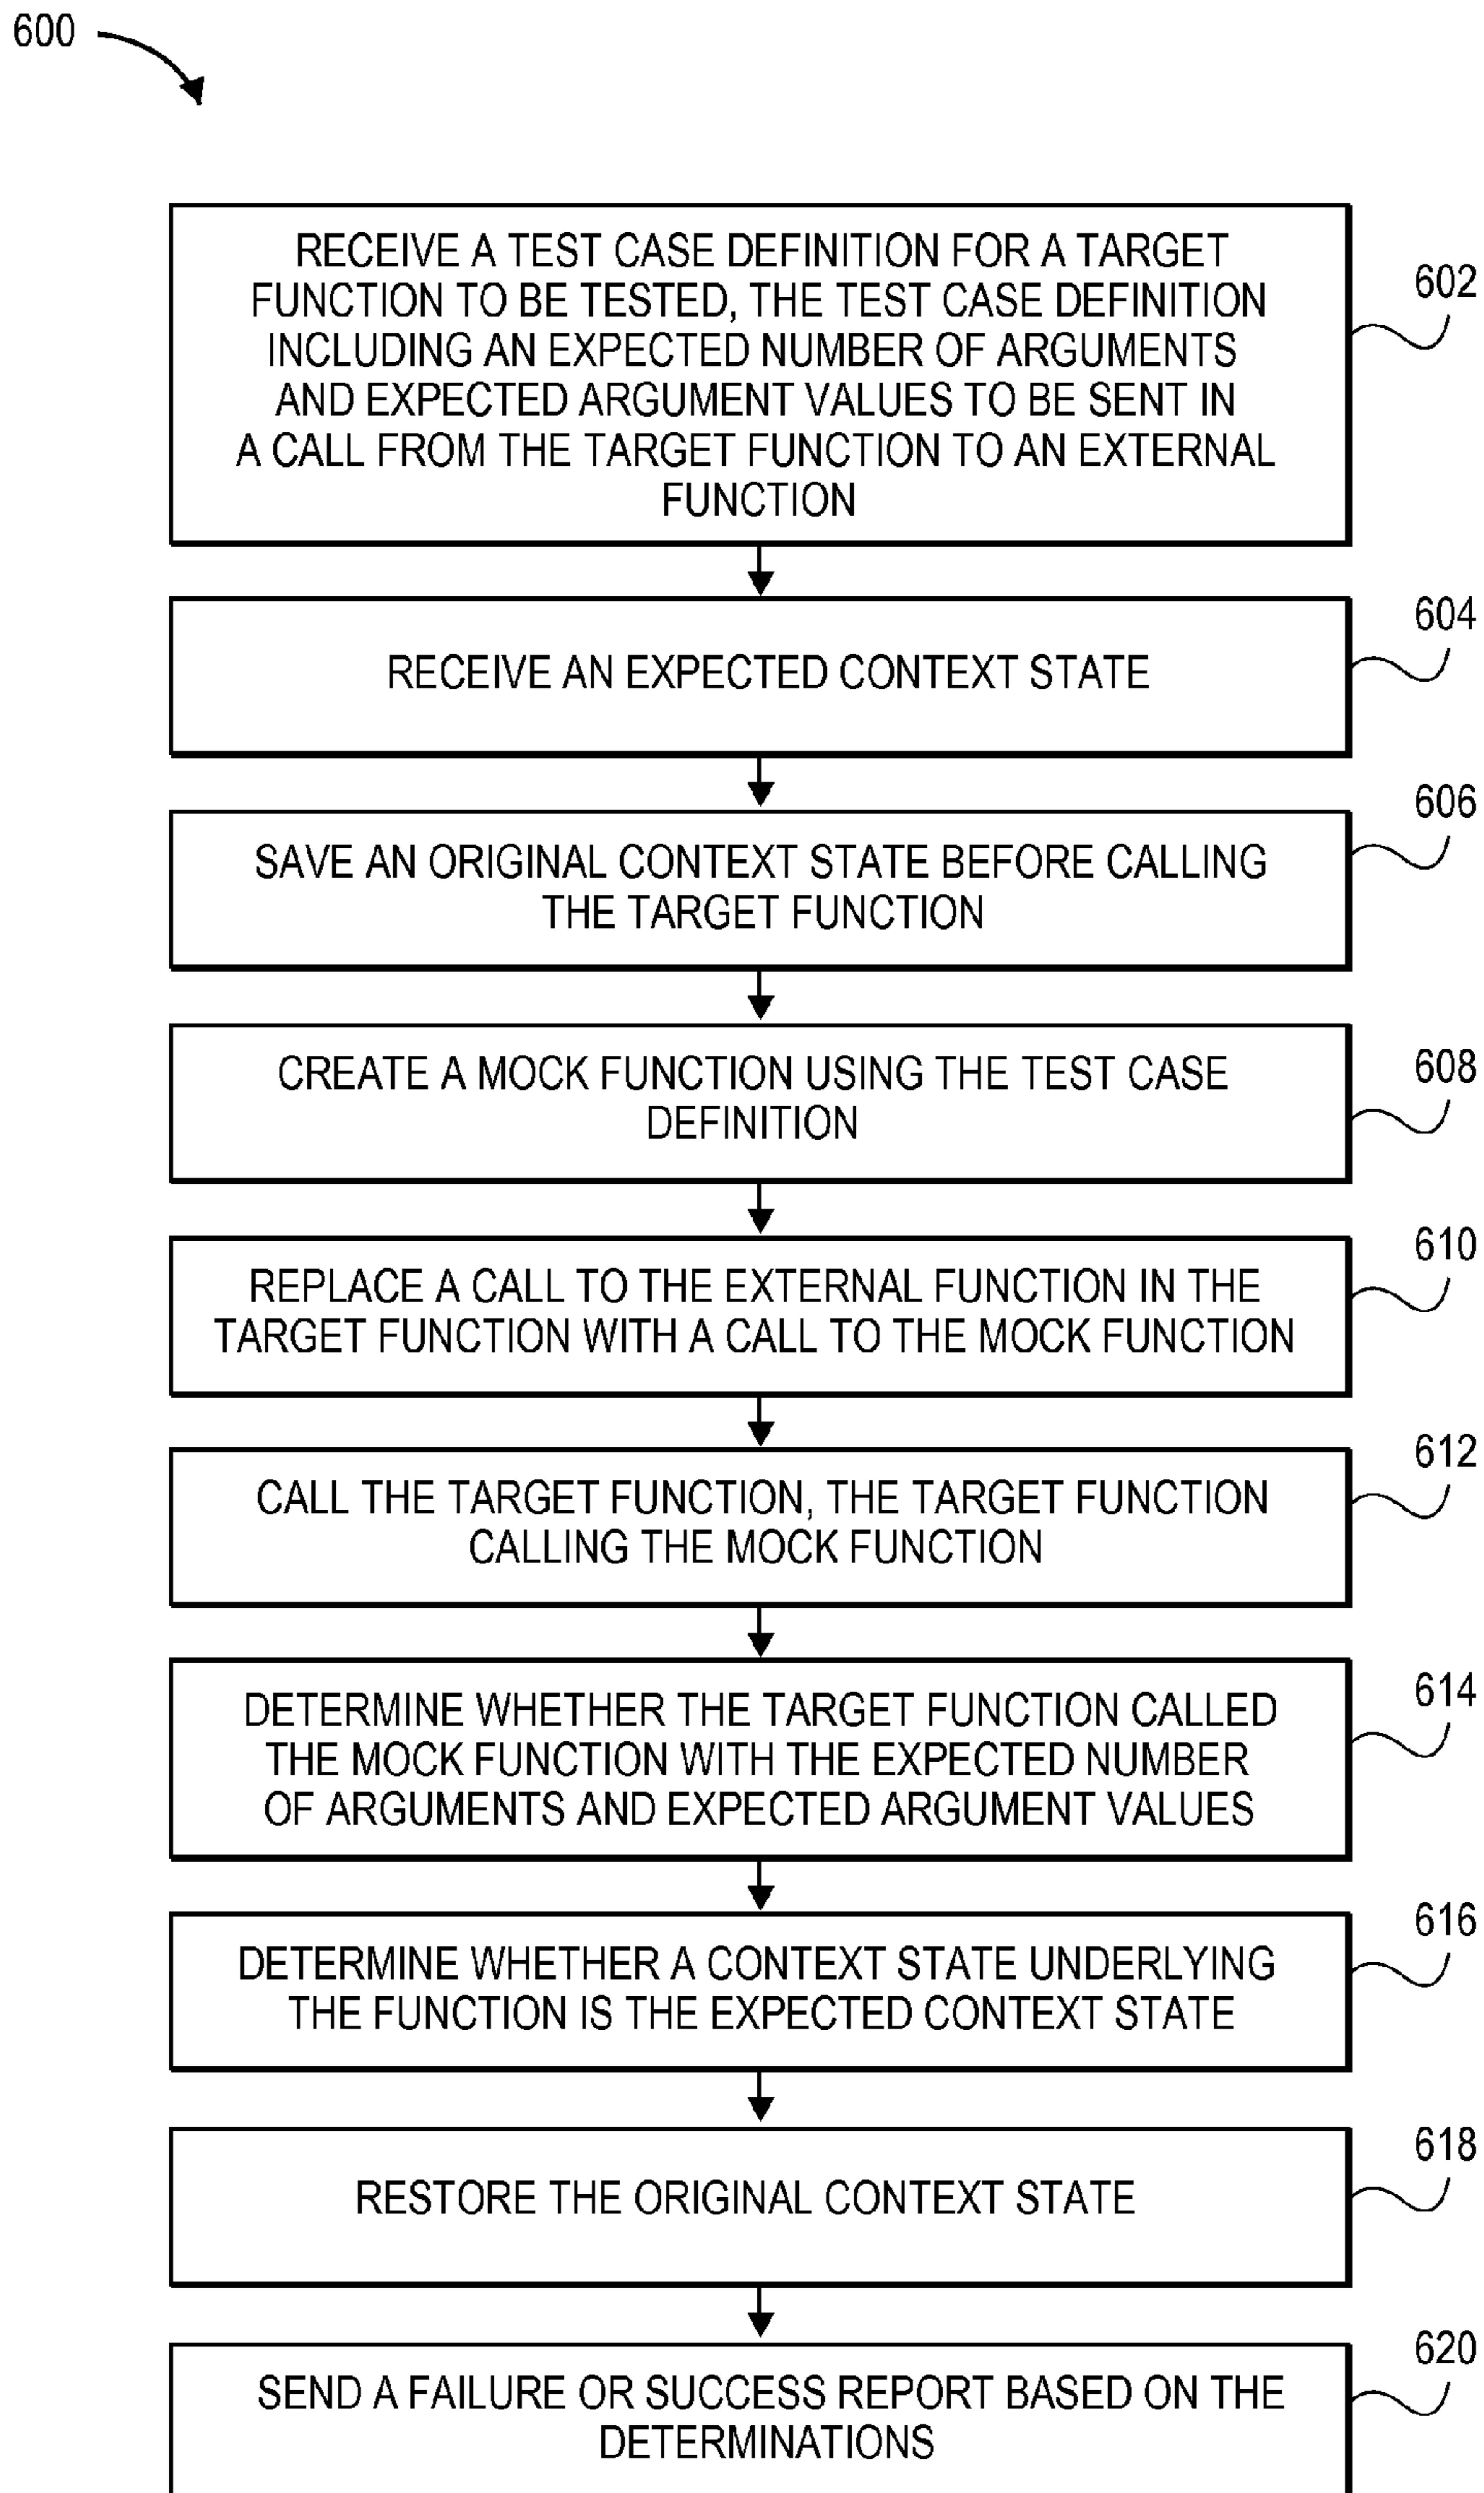 600
RECEIVE A TEST CASE DEFINITION FOR A TARGET
FUNCTION TO BE TESTED, THE TEST CASE DEFINITION
INCLUDING AN EXPECTED NUMBER OF ARGUMENTS
AND EXPECTED ARGUMENT VALUES TO BE SENT IN
A CALL FROM THE TARGET FUNCTION TO AN EXTERNAL
FUNCTION
602
RECEIVE AN EXPECTED CONTEXT STATE
604
SAVE AN ORIGINAL CONTEXT STATE BEFORE CALLING
THE TARGET FUNCTION
606
CREATE A MOCK FUNCTION USING THE TEST CASE
DEFINITION
608
REPLACE A CALL TO THE EXTERNAL FUNCTION IN THE
TARGET FUNCTION WITH A CALL TO THE MOCK FUNCTION
610
CALL THE TARGET FUNCTION, THE TARGET FUNCTION
CALLING THE MOCK FUNCTION
612
DETERMINE WHETHER THE TARGET FUNCTION CALLED
THE MOCK FUNCTION WITH THE EXPECTED NUMBER
OF ARGUMENTS AND EXPECTED ARGUMENT VALUES
614
DETERMINE WHETHER A CONTEXT STATE UNDERLYING
THE FUNCTION IS THE EXPECTED CONTEXT STATE
616
RESTORE THE ORIGINAL CONTEXT STATE
618
SEND A FAILURE OR SUCCESS REPORT BASED ON THE
DETERMINATIONS
620